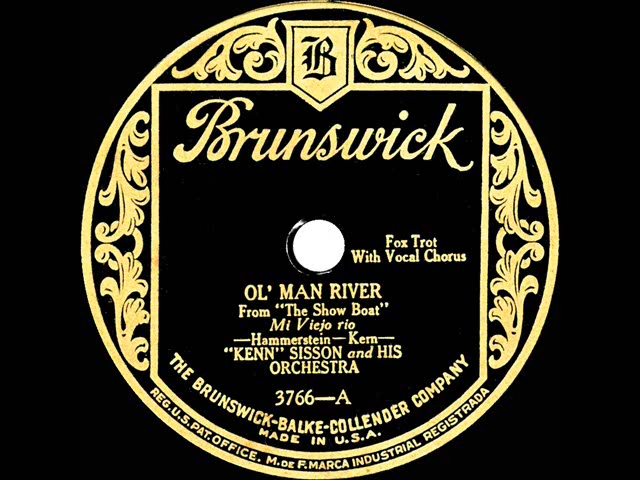 B
Brunswick
Fox Trot
With Vocal Chorus
OL' MAN RIVER
From "The Show Boat"
Mi Viejo rio
—Hammerstein—Kern—
"KENN" SISSON and HIS
ORCHESTRA
3766—A
THE BRUNSWICK-BALKE-COLLENDER COMPANY
MADE IN U.S.A.
REG. U.S. PAT. OFFICE. M. DE F. MARCA INDUSTRIAL REGISTRADA